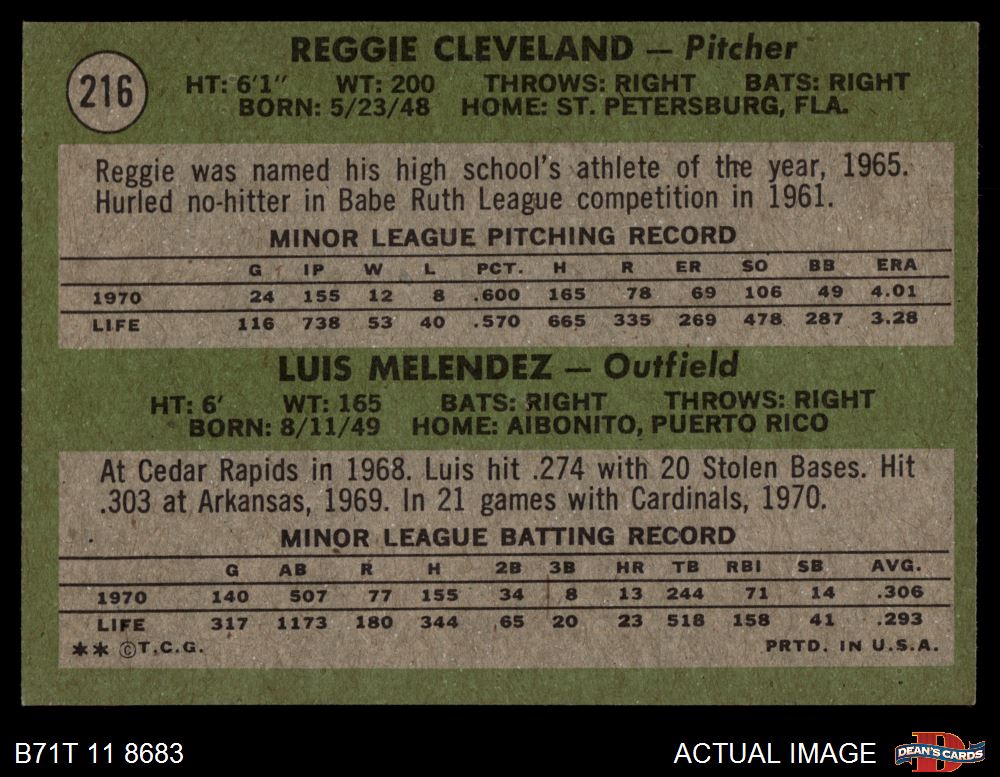 216
REGGIE CLEVELAND — Pitcher
HT: 6'1" WT: 200 THROWS: RIGHT BATS: RIGHT
BORN: 5/23/48 HOME: ST. PETERSBURG, FLA.
Reggie was named his high school's athlete of the year, 1965.
Hurled no-hitter in Babe Ruth League competition in 1961.
MINOR LEAGUE PITCHING RECORD
G IP W L PCT. H R ER SO BB ERA
1970 24 155 12 8 .600 165 78 69 106 49 4.01
LIFE 116 738 53 40 .570 665 335 269 478 287 3.28
LUIS MELENDEZ — Outfield
HT: 6' WT: 165 BATS: RIGHT THROWS: RIGHT
BORN: 8/11/49 HOME: AIBONITO, PUERTO RICO
At Cedar Rapids in 1968. Luis hit .274 with 20 Stolen Bases. Hit
.303 at Arkansas, 1969. In 21 games with Cardinals, 1970.
MINOR LEAGUE BATTING RECORD
G AB R H 2B 3B HR TB RBI SB AVG.
1970 140 507 77 155 34 8 13 244 71 14 .306
LIFE 317 1173 180 344 65 20 23 518 158 41 .293
** ©T.C.G. PRTD. IN U.S.A.
B71T 11 8683 ACTUAL IMAGE D DEAN'S CARDS